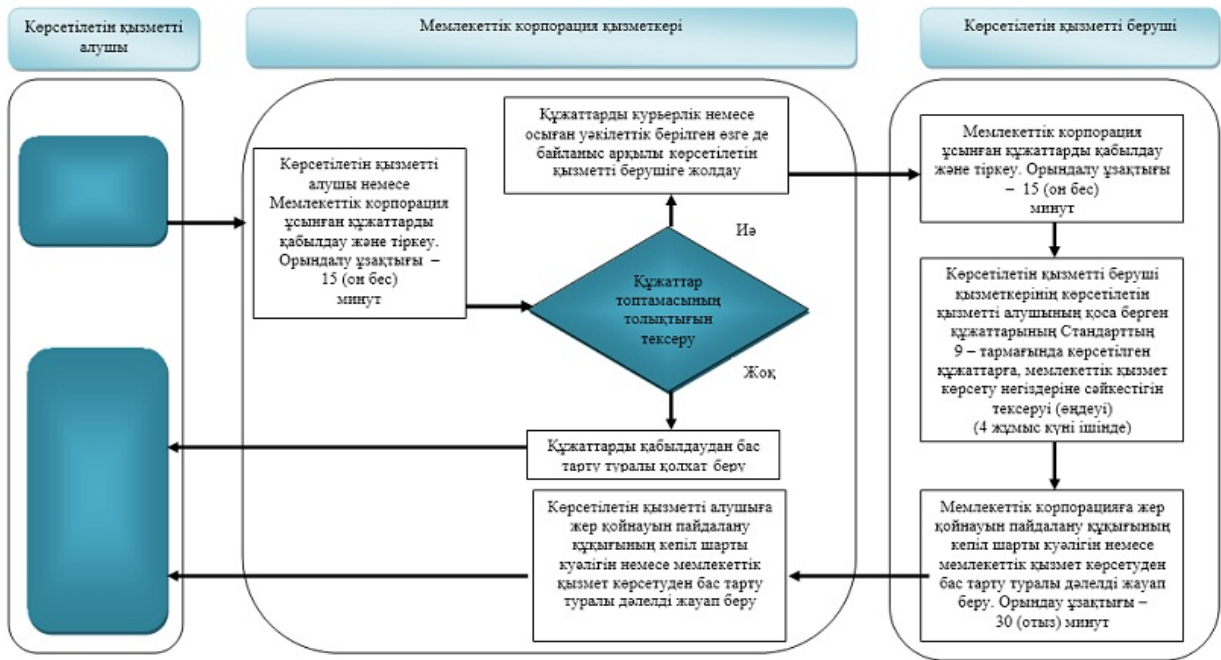 Көрсетілетін қызметті
алушы
Мемлекеттік корпорация қызметкері
Көрсетілетін қызметті беруші
Көрсетілетін қызметті
алушы немесе
Мемлекеттік корпорация
ұсынған құжаттарды
қабылдау және тіркеу.
Орындалу ұзақтығы –
15 (он бес)
минут
Құжаттарды курьерлік немесе
осыған уәкілеттік берілген өзге де
байланыс арқылы көрсетілетін
қызметті берушіге жолдау
Иә
Құжаттар
топтамасының
толықтығын
тексеру
Жоқ
Құжаттарды қабылдаудан бас
тарту туралы қолхат беру
Көрсетілетін қызметті алушыға
жер қойнауын пайдалану
құқығының кепіл шарты
куәлігін немесе мемлекеттік
қызмет көрсетуден бас тарту
туралы дәлелді жауап беру
Мемлекеттік корпорация
ұсынған құжаттарды қабылдау
және тіркеу. Орындалу ұзақтығы
– 15 (он бес)
минут
Көрсетілетін қызметті беруші
қызметкерінің көрсетілетін
қызметті алушының қоса берген
құжаттарының Стандарттың
9 – тармағында көрсетілген
құжаттарға, мемлекеттік қызмет
көрсету негіздеріне сәйкестігін
тексеруі (өңдеуі)
(4 жұмыс күні ішінде)
Мемлекеттік корпорацияға жер
қойнауын пайдалану құқығының
кепіл шарты куәлігін немесе
мемлекеттік қызмет көрсетуден
бас тарту туралы дәлелді жауап
беру. Орындау ұзақтығы –
30 (отыз) минут